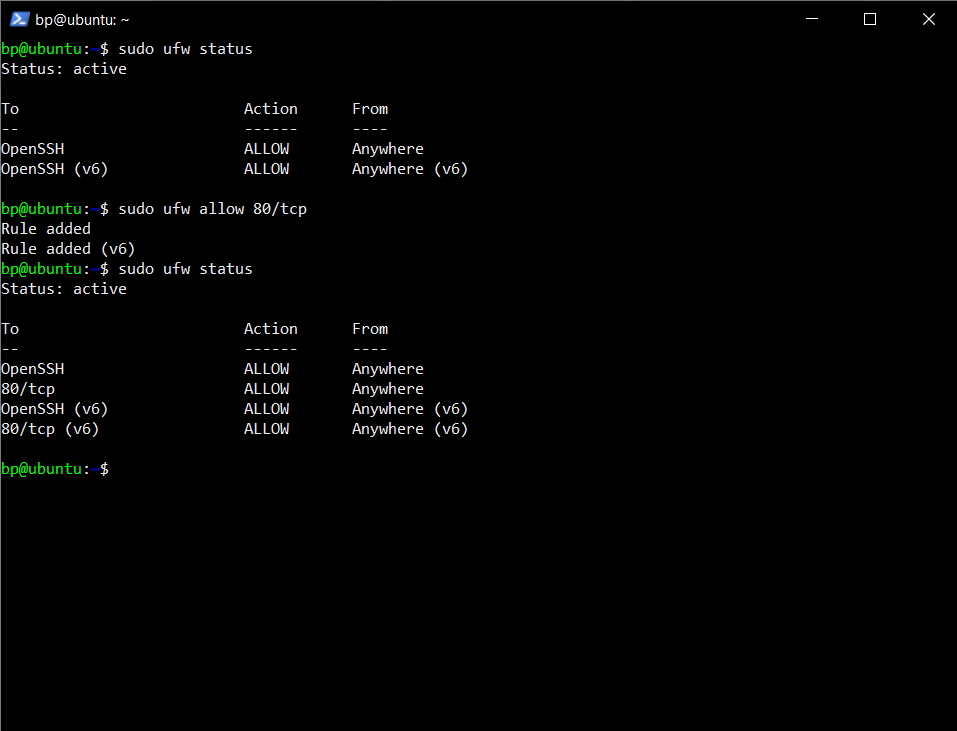 bp@ubuntu: ~
bp@ubuntu:~$ sudo ufw status
Status: active
To                         Action      From
--                         ------      ----
OpenSSH                    ALLOW       Anywhere
OpenSSH (v6)               ALLOW       Anywhere (v6)
bp@ubuntu:~$ sudo ufw allow 80/tcp
Rule added
Rule added (v6)
bp@ubuntu:~$ sudo ufw status
Status: active
To                         Action      From
--                         ------      ----
OpenSSH                    ALLOW       Anywhere
80/tcp                     ALLOW       Anywhere
OpenSSH (v6)               ALLOW       Anywhere (v6)
80/tcp (v6)                ALLOW       Anywhere (v6)
bp@ubuntu:~$